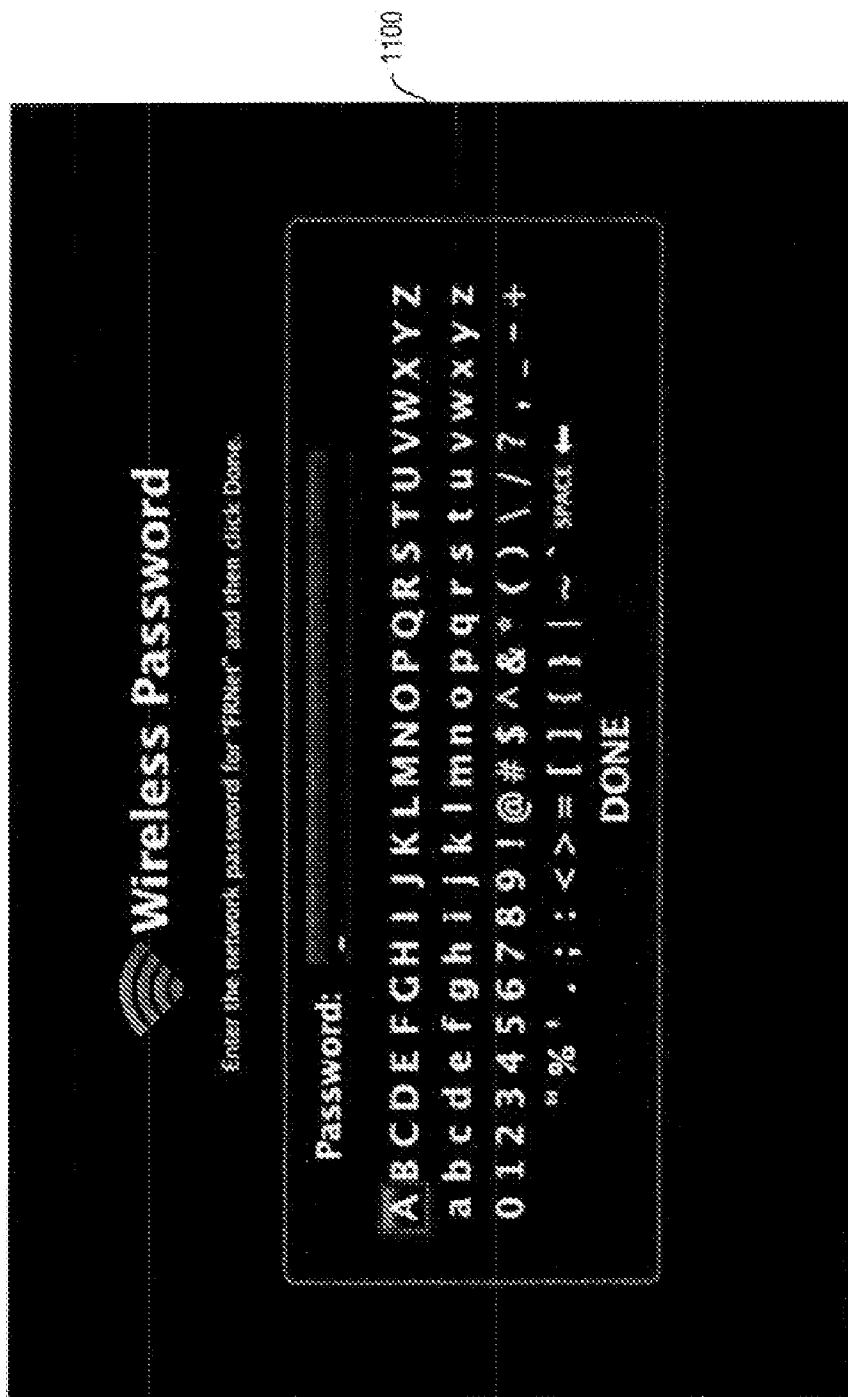 1100
Wireless Password
Enter the network password for "FRNet" and then click Done.
Password: _
A B C D E F G H I J K L M N O P Q R S T U V W X Y Z
a b c d e f g h i j k l m n o p q r s t u v w x y z
0 1 2 3 4 5 6 7 8 9 ! @ # $ ^ & * ( ) \ / ? , _ - +
" % ' . ; : < > = [ ] { } | ~ ` SPACE
DONE